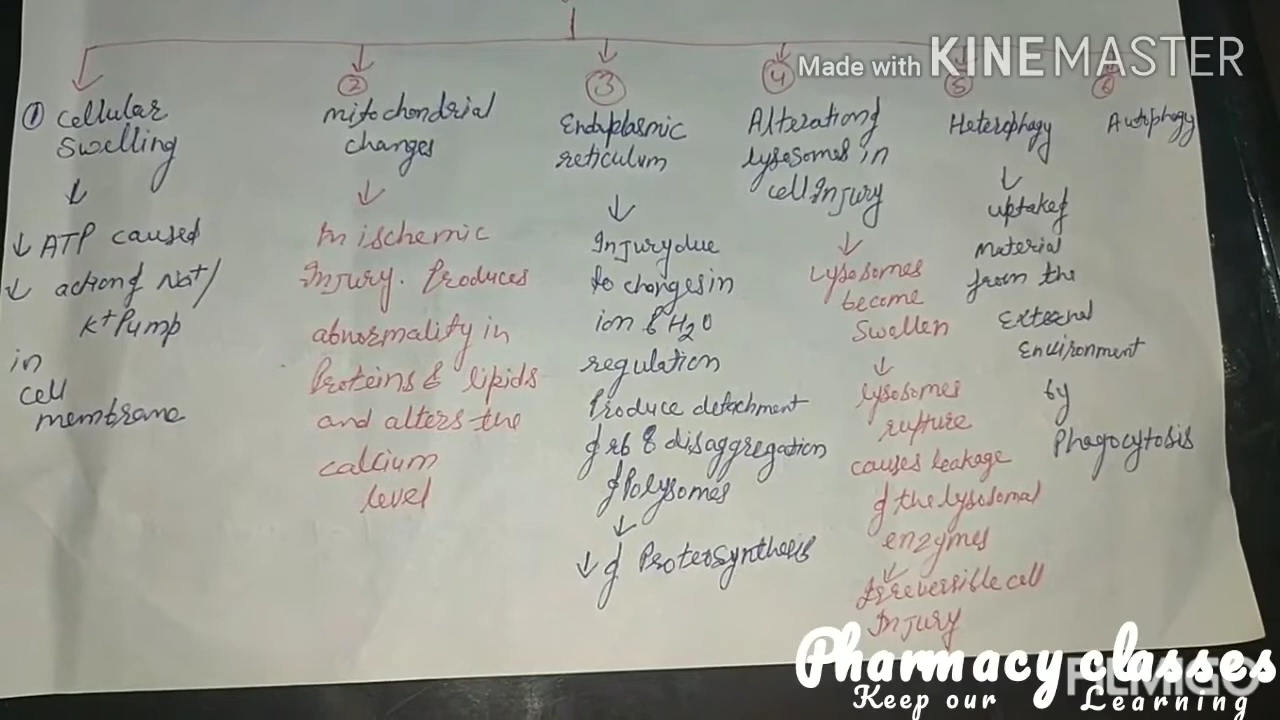 Made with KINEMASTER
① cellular
swelling
↓
↓ ATP caused
↓ action of Na+/
K+ Pump
in
cell
membrane
②
mitochondrial
changes
↓
In ischemic
Injury. Produces
abnormality in
Proteins & lipids
and alters the
calcium
level
③
Endoplasmic
reticulum
↓
Injury due
to changes in
ion & H2O
regulation
Produce detachment
of rb & disaggregation
of Polysomes
↓
↓ of Protein synthesis
④
Alteration of
lysosomes in
cell Injury
↓
Lysosomes
become
Swollen
↓
lysosomes
rupture
causes leakage
of the lysosomal
enzymes
↓
Irreversible cell
Injury
⑤
Heterophagy
↓
uptake of
Material
from the
External
Environment
by
Phagocytosis
⑥
Autophagy
Pharmacy classes
Keep our Learning
FILMIGO